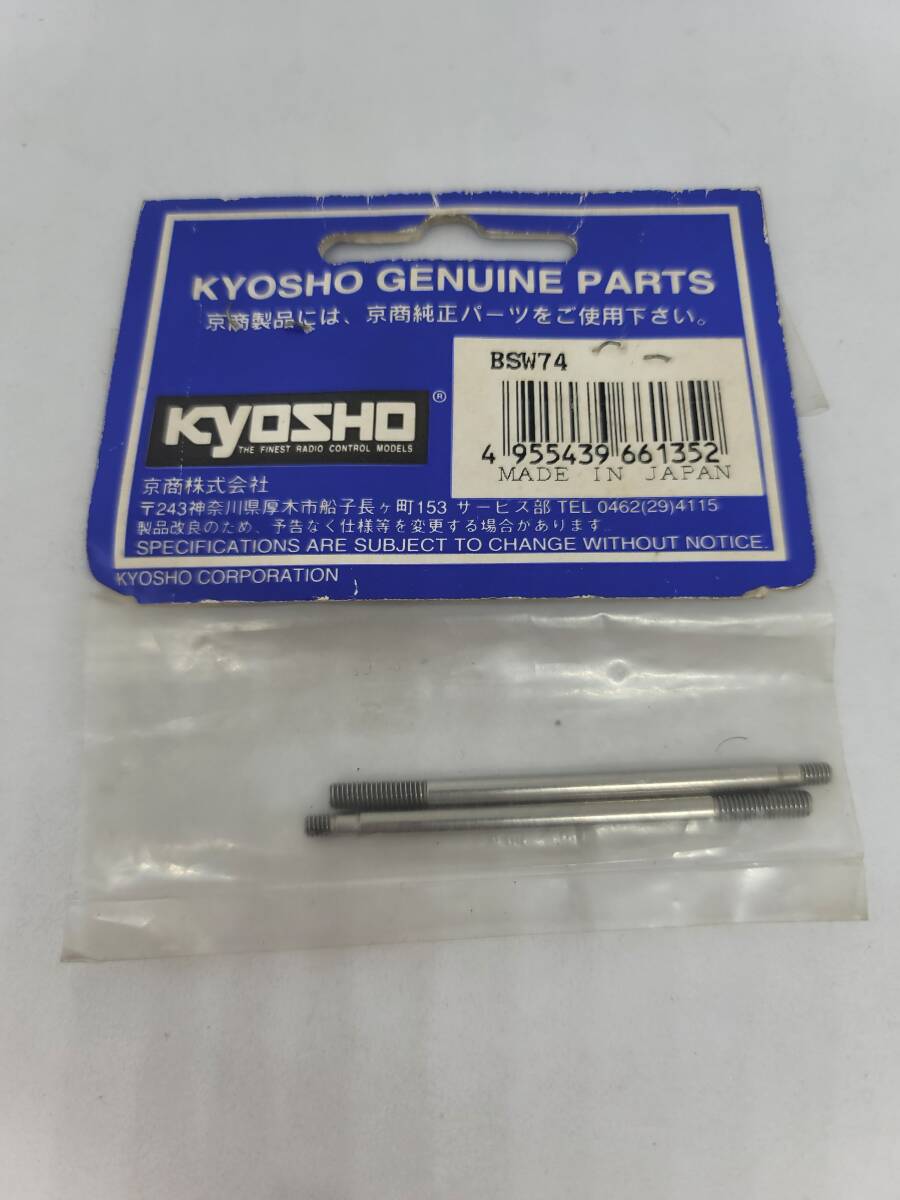 KYOSHO GENUINE PARTS
京商製品には、京商純正パーツをご使用下さい。
BSW74
4 955439 661352
MADE IN JAPAN
KYOSHO ®
THE FINEST RADIO CONTROL MODELS
京商株式会社
〒243神奈川県厚木市船子長ヶ町153 サービス部 TEL 0462(29)4115
製品改良のため、予告なく仕様等を変更する場合があります。
SPECIFICATIONS ARE SUBJECT TO CHANGE WITHOUT NOTICE.
KYOSHO CORPORATION